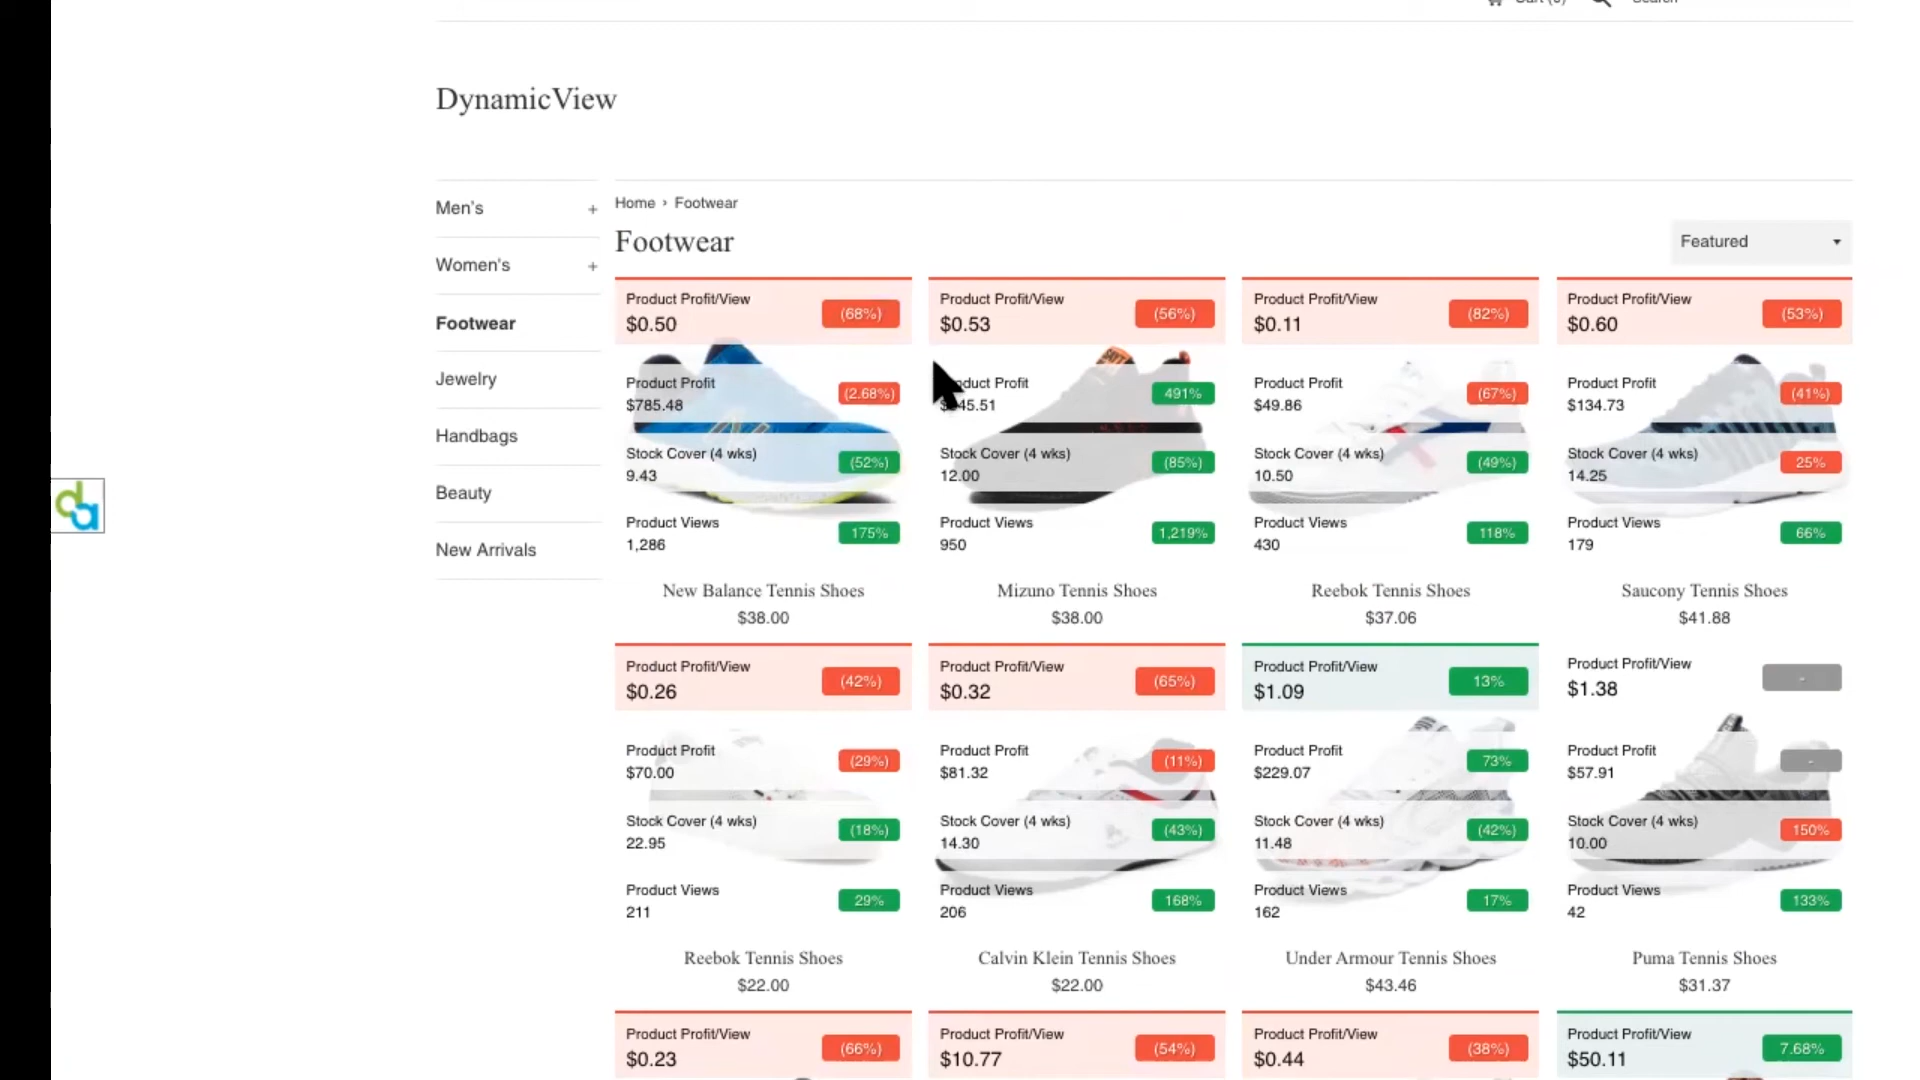 DynamicView
Men's +
Women's +
Footwear
Jewelry
Handbags
Beauty
New Arrivals
Home › Footwear
Footwear
Featured
Product Profit/View
$0.50
(68%)
Product Profit
$785.48
(2.68%)
Stock Cover (4 wks)
9.43
(52%)
Product Views
1,286
175%
New Balance Tennis Shoes
$38.00
Product Profit/View
$0.53
(56%)
Profit
491%
Stock Cover (4 wks)
12.00
(85%)
Product Views
950
1,219%
Mizuno Tennis Shoes
$38.00
Product Profit/View
$0.11
(82%)
Product Profit
$49.86
(67%)
Stock Cover (4 wks)
10.50
(49%)
Product Views
430
118%
Reebok Tennis Shoes
$37.06
Product Profit/View
$0.60
(53%)
Product Profit
$134.73
(41%)
Stock Cover (4 wks)
14.25
25%
Product Views
179
66%
Saucony Tennis Shoes
$41.88
Product Profit/View
$0.26
(42%)
Product Profit
$70.00
(29%)
Stock Cover (4 wks)
22.95
(18%)
Product Views
211
29%
Reebok Tennis Shoes
$22.00
Product Profit/View
$0.32
(65%)
Product Profit
$81.32
(11%)
Stock Cover (4 wks)
14.30
(43%)
Product Views
206
168%
Calvin Klein Tennis Shoes
$22.00
Product Profit/View
$1.09
13%
Product Profit
$229.07
73%
Stock Cover (4 wks)
11.48
(42%)
Product Views
162
17%
Under Armour Tennis Shoes
$43.46
Product Profit/View
$1.38
-
Product Profit
$57.91
-
Stock Cover (4 wks)
10.00
150%
Product Views
42
133%
Puma Tennis Shoes
$31.37
Product Profit/View
$0.23
(66%)
Product Profit/View
$10.77
(54%)
Product Profit/View
$0.44
(38%)
Product Profit/View
$50.11
7.68%
da